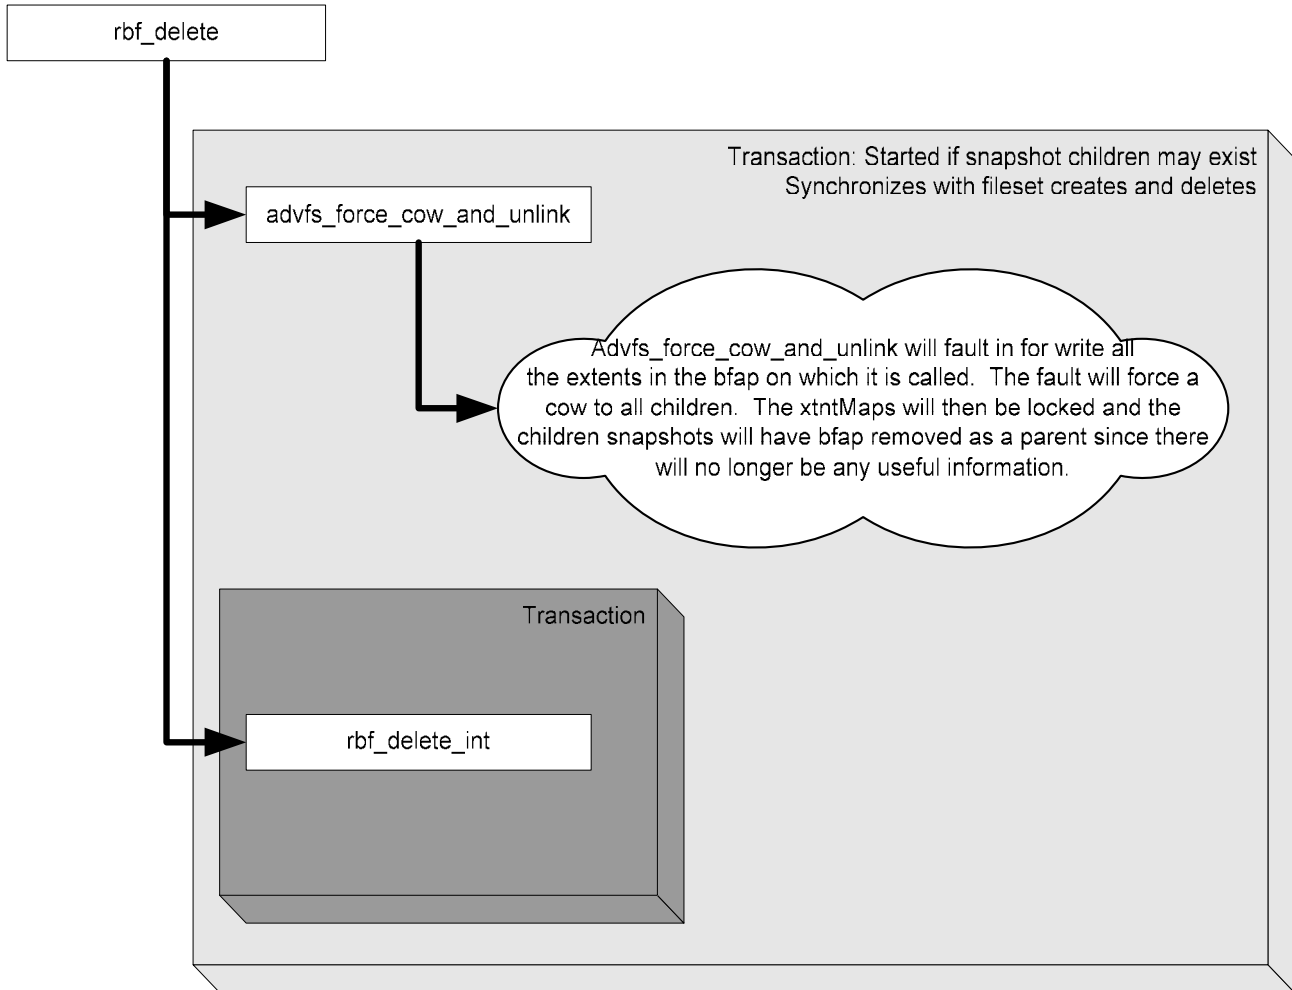 rbf_delete
Transaction: Started if snapshot children may exist
Synchronizes with fileset creates and deletes
advfs_force_cow_and_unlink
Advfs_force_cow_and_unlink will fault in for write all
the extents in the bfap on which it is called.  The fault will force a
cow to all children.  The xtntMaps will then be locked and the
children snapshots will have bfap removed as a parent since there
will no longer be any useful information.
Transaction
rbf_delete_int